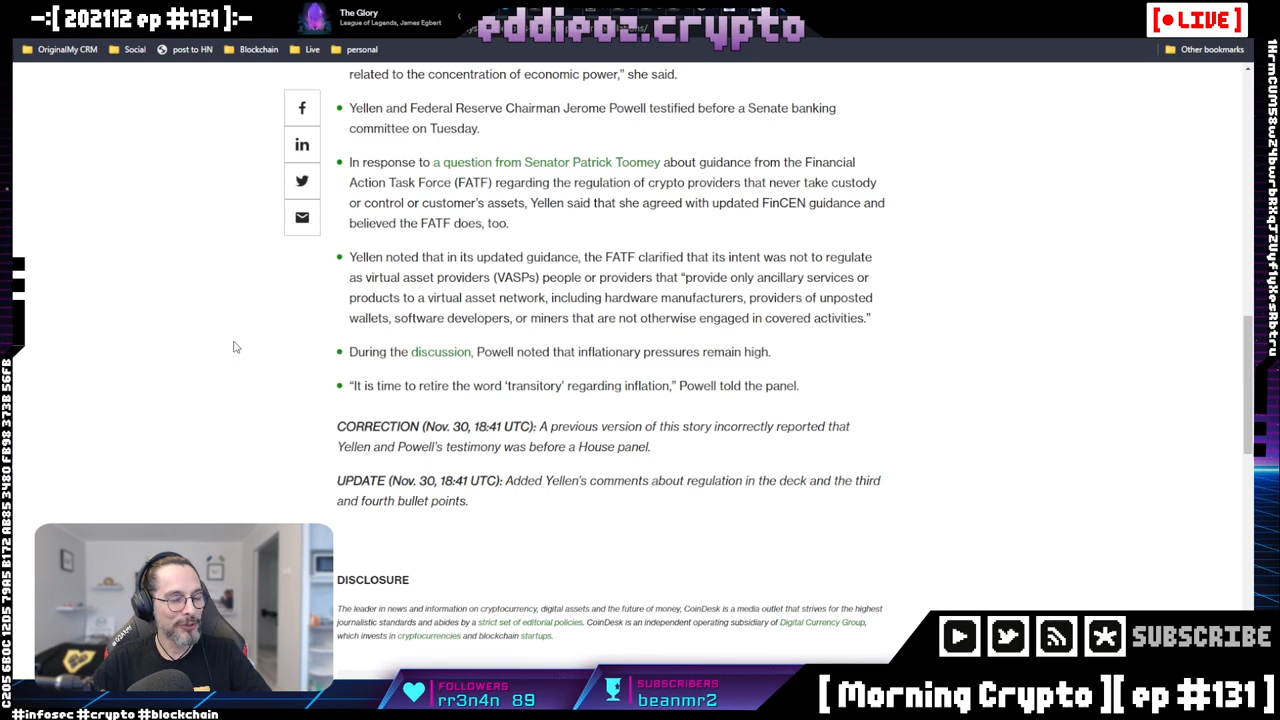 -:[ 202112 ep #131 ]:-
The Glory
League of Legends, James Egbert
eddieoz.crypto
[•LIVE]
OriginalMy CRM
Social
post to HN
Blockchain
Live
personal
Other bookmarks
related to the concentration of economic power,” she said.
Yellen and Federal Reserve Chairman Jerome Powell testified before a Senate banking
committee on Tuesday.
In response to a question from Senator Patrick Toomey about guidance from the Financial
Action Task Force (FATF) regarding the regulation of crypto providers that never take custody
or control or customer’s assets, Yellen said that she agreed with updated FinCEN guidance and
believed the FATF does, too.
Yellen noted that in its updated guidance, the FATF clarified that its intent was not to regulate
as virtual asset providers (VASPs) people or providers that “provide only ancillary services or
products to a virtual asset network, including hardware manufacturers, providers of unposted
wallets, software developers, or miners that are not otherwise engaged in covered activities.”
During the discussion, Powell noted that inflationary pressures remain high.
“It is time to retire the word ‘transitory’ regarding inflation,” Powell told the panel.
CORRECTION (Nov. 30, 18:41 UTC): A previous version of this story incorrectly reported that
Yellen and Powell’s testimony was before a House panel.
UPDATE (Nov. 30, 18:41 UTC): Added Yellen’s comments about regulation in the deck and the third
and fourth bullet points.
DISCLOSURE
The leader in news and information on cryptocurrency, digital assets and the future of money, CoinDesk is a media outlet that strives for the highest
journalistic standards and abides by a strict set of editorial policies. CoinDesk is an independent operating subsidiary of Digital Currency Group,
which invests in cryptocurrencies and blockchain startups.
SUBSCRIBE
FOLLOWERS
rr3n4n 89
SUBSCRIBERS
beanmr2
[ Morning Crypto ][ ep #131 ]
#infosec #crypto #blockchain